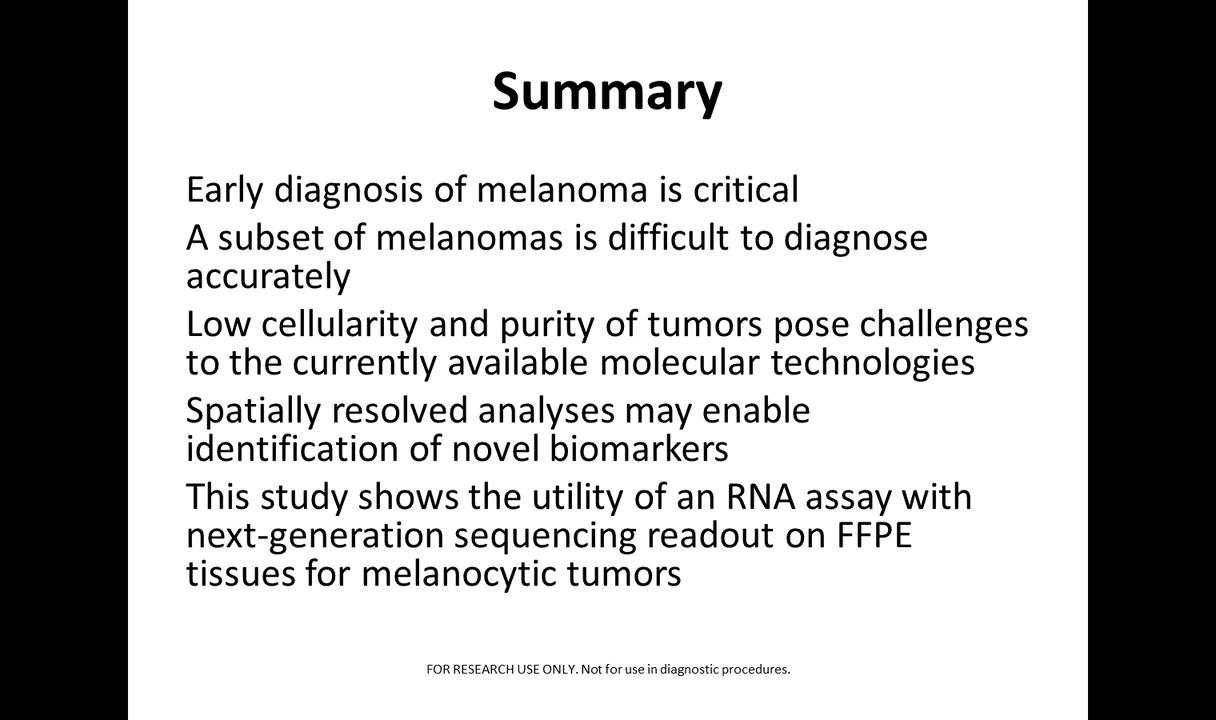 Summary
Early diagnosis of melanoma is critical
A subset of melanomas is difficult to diagnose
accurately
Low cellularity and purity of tumors pose challenges
to the currently available molecular technologies
Spatially resolved analyses may enable
identification of novel biomarkers
This study shows the utility of an RNA assay with
next-generation sequencing readout on FFPE
tissues for melanocytic tumors
FOR RESEARCH USE ONLY. Not for use in diagnostic procedures.